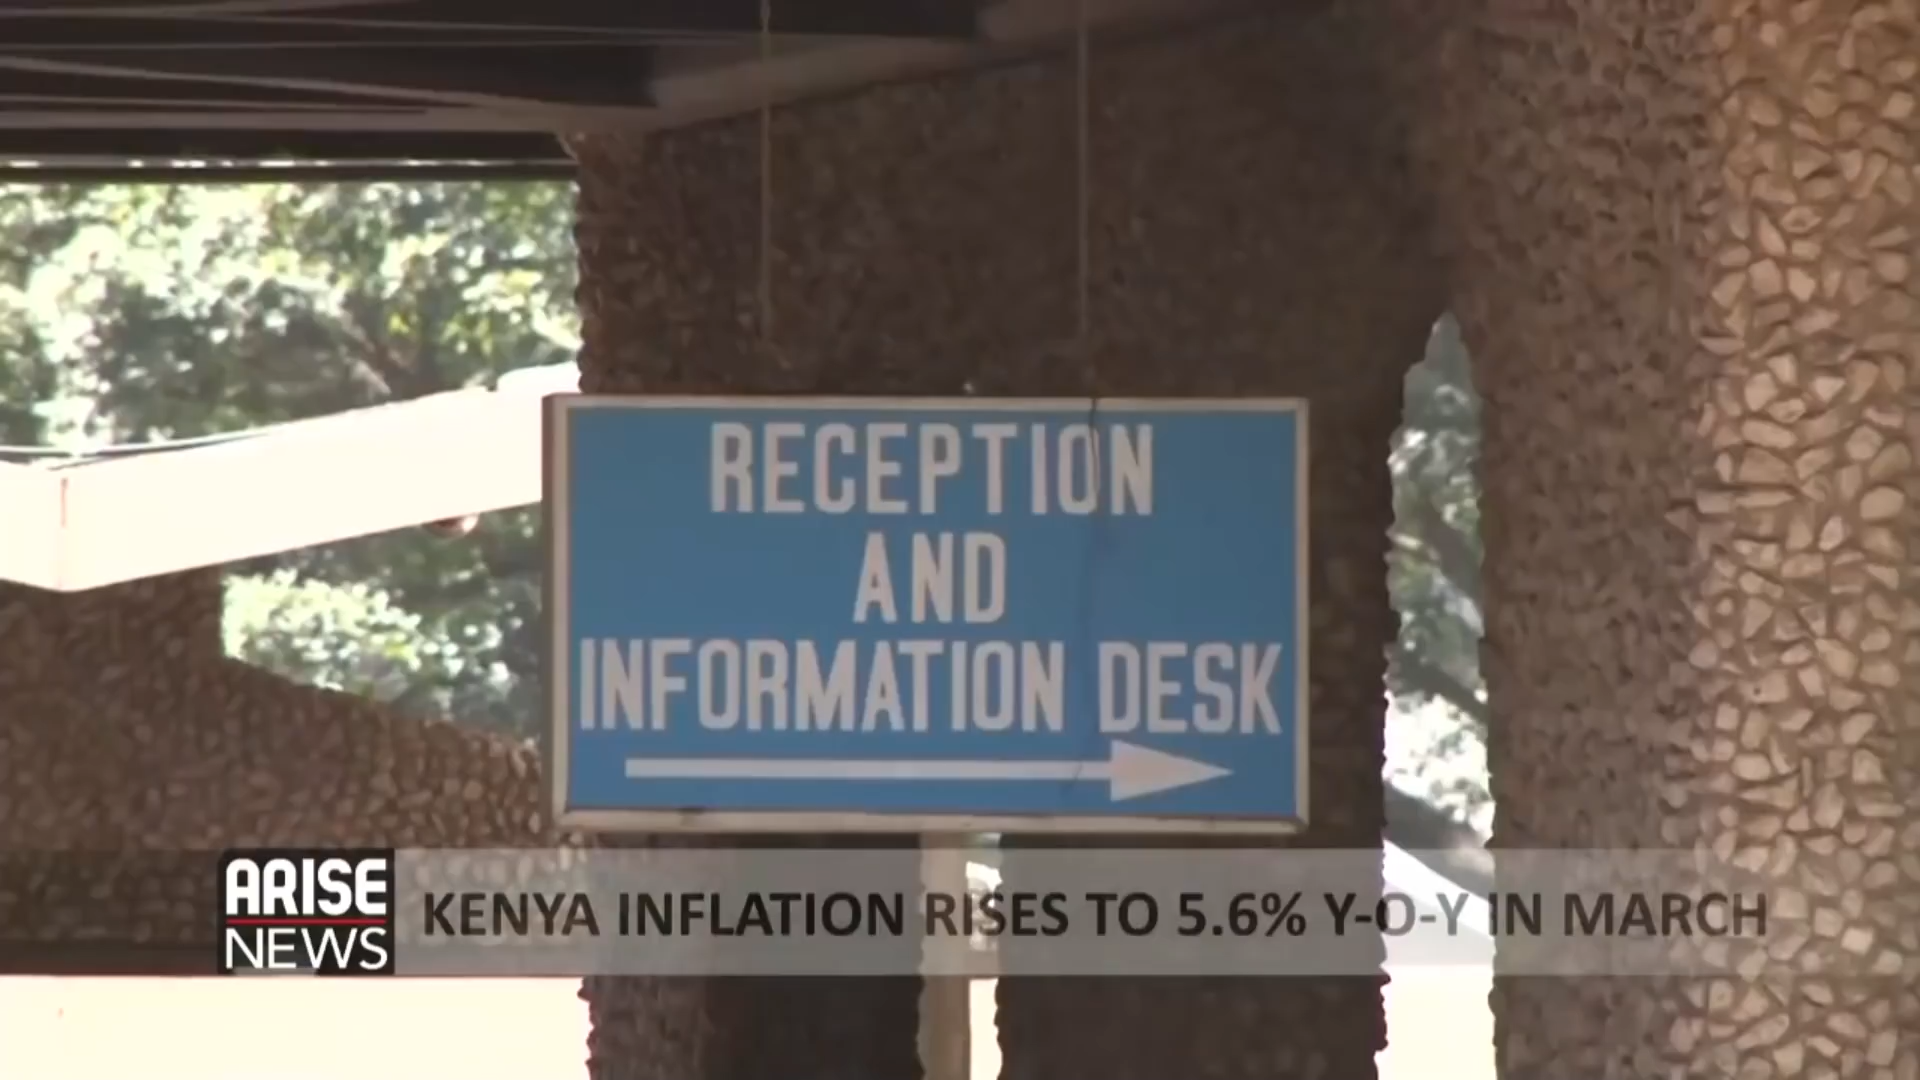 RECEPTION
AND
INFORMATION DESK
ARISE
NEWS
KENYA INFLATION RISES TO 5.6% Y-O-Y IN MARCH